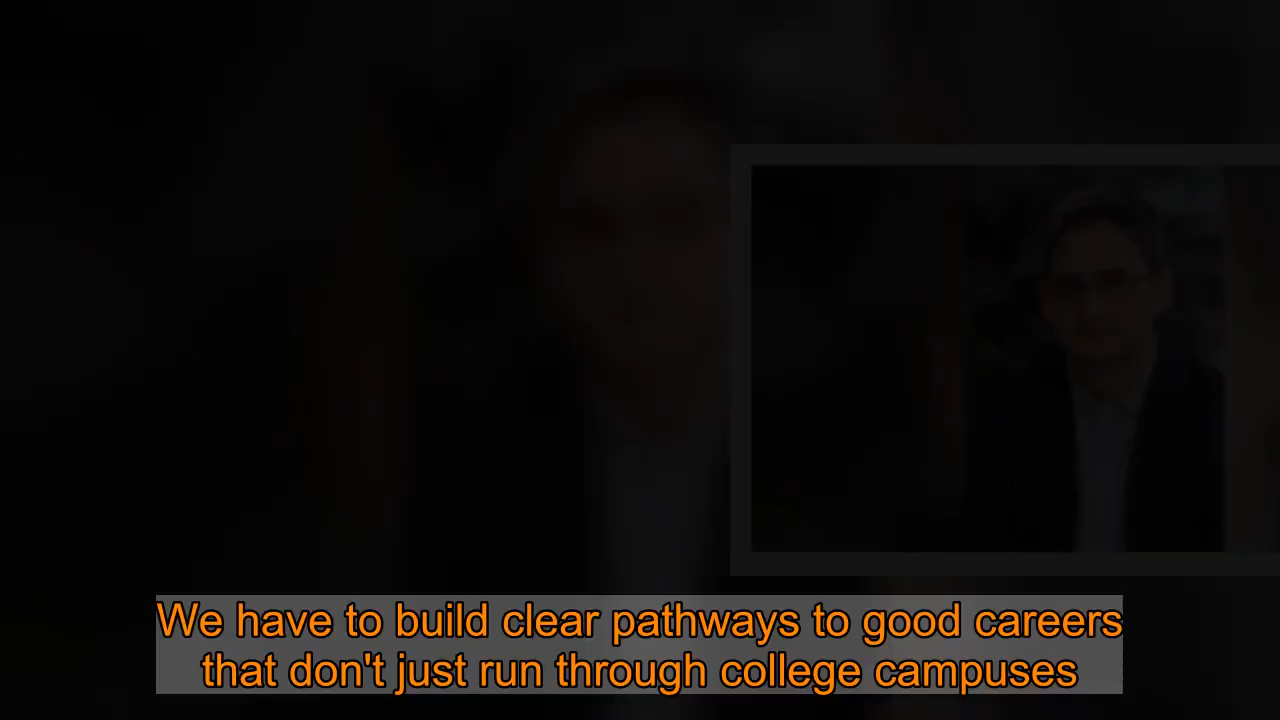 We have to build clear pathways to good careers
that don't just run through college campuses